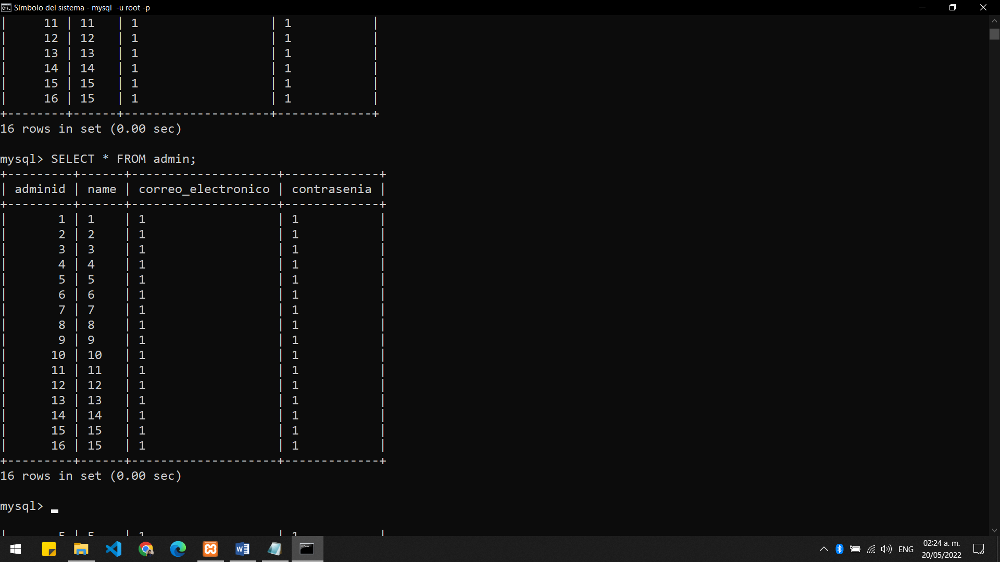 Símbolo del sistema - mysql  -u root -p
|     11 | 11   | 1                  | 1           |
|     12 | 12   | 1                  | 1           |
|     13 | 13   | 1                  | 1           |
|     14 | 14   | 1                  | 1           |
|     15 | 15   | 1                  | 1           |
|     16 | 15   | 1                  | 1           |
+--------+------+--------------------+-------------+
16 rows in set (0.00 sec)
mysql> SELECT * FROM admin;
+---------+------+--------------------+-------------+
| adminid | name | correo_electronico | contrasenia |
+---------+------+--------------------+-------------+
|       1 | 1    | 1                  | 1           |
|       2 | 2    | 1                  | 1           |
|       3 | 3    | 1                  | 1           |
|       4 | 4    | 1                  | 1           |
|       5 | 5    | 1                  | 1           |
|       6 | 6    | 1                  | 1           |
|       7 | 7    | 1                  | 1           |
|       8 | 8    | 1                  | 1           |
|       9 | 9    | 1                  | 1           |
|      10 | 10   | 1                  | 1           |
|      11 | 11   | 1                  | 1           |
|      12 | 12   | 1                  | 1           |
|      13 | 13   | 1                  | 1           |
|      14 | 14   | 1                  | 1           |
|      15 | 15   | 1                  | 1           |
|      16 | 15   | 1                  | 1           |
+---------+------+--------------------+-------------+
16 rows in set (0.00 sec)
mysql>
|       5 | 5    | 1                  | 1           |
ENG
02:24 a. m.
20/05/2022